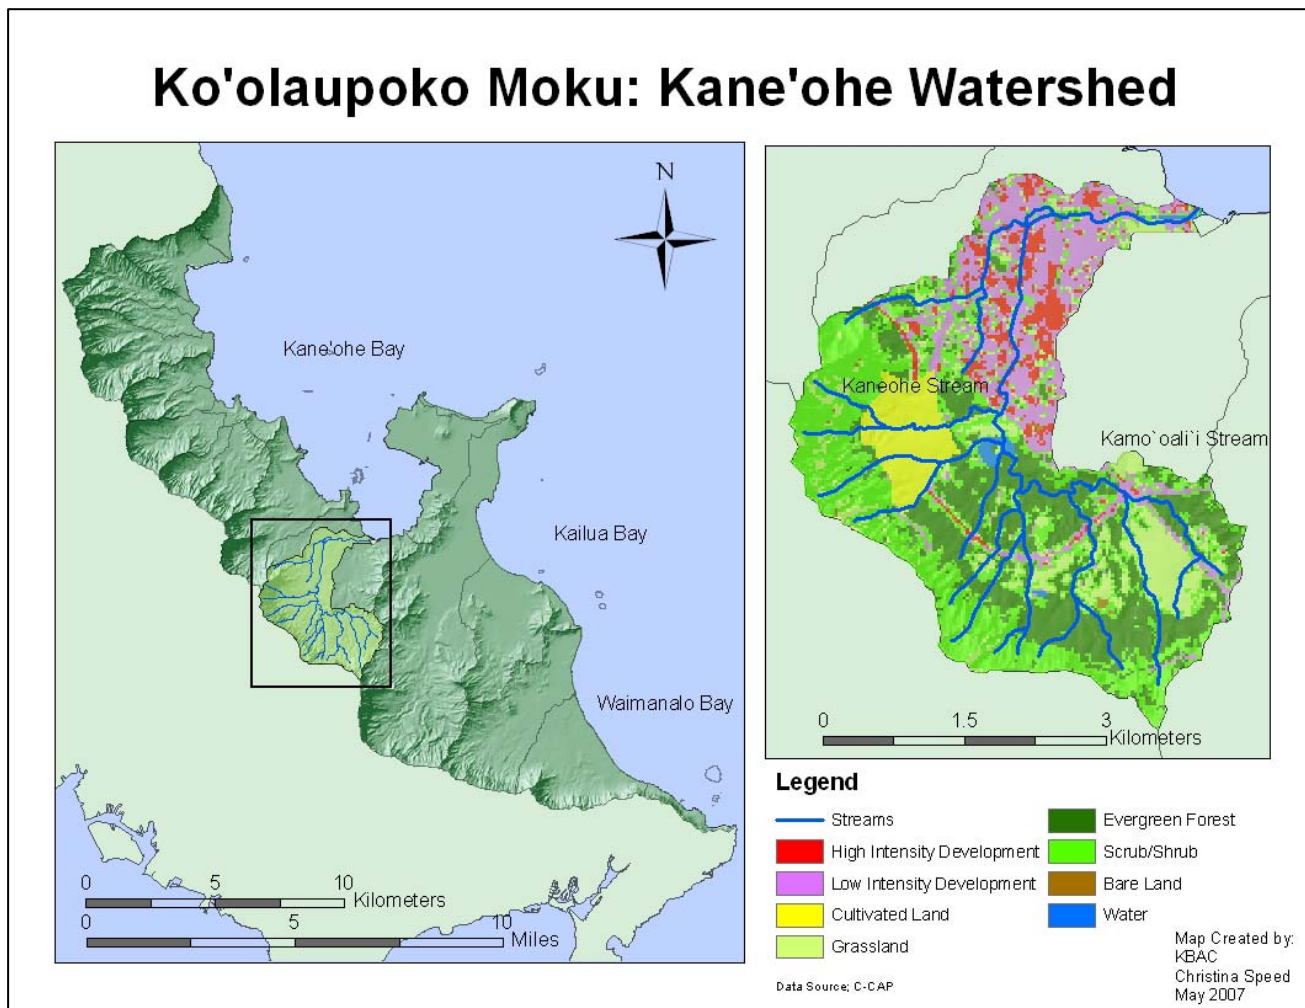 Ko'olaupoko Moku: Kane'ohe Watershed
N
Kane'ohe Bay
Kailua Bay
Waimanalo Bay
0 5 10
Kilometers
0 5 10
Miles
Kaneohe Stream
Kamo`oali`i Stream
0 1.5 3
Kilometers
Legend
Streams
High Intensity Development
Low Intensity Development
Cultivated Land
Grassland
Evergreen Forest
Scrub/Shrub
Bare Land
Water
Data Source; C-CAP
Map Created by:
KBAC
Christina Speed
May 2007